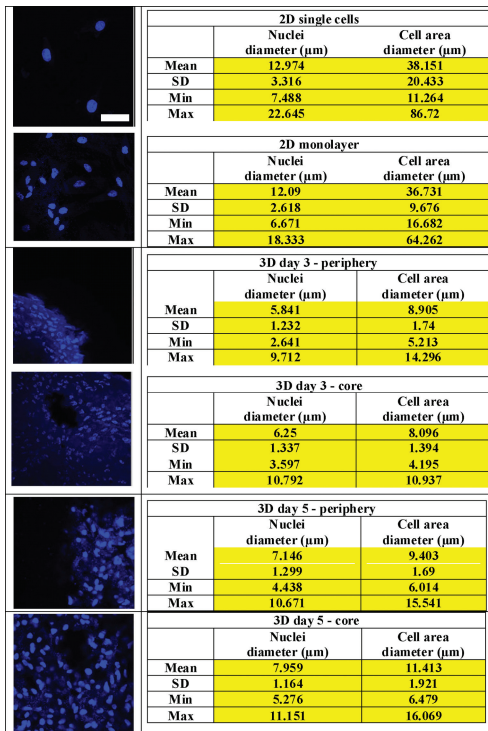 2D single cells
Nuclei Cell area
diameter (µm) diameter (µm)
Mean 12.974 38.151
SD 3.316 20.433
Min 7.488 11.264
Max 22.645 86.72
2D monolayer
Nuclei Cell area
diameter (µm) diameter (µm)
Mean 12.09 36.731
SD 2.618 9.676
Min 6.671 16.682
Max 18.333 64.262
3D day 3 - periphery
Nuclei Cell area
diameter (µm) diameter (µm)
Mean 5.841 8.905
SD 1.232 1.74
Min 2.641 5.213
Max 9.712 14.296
3D day 3 - core
Nuclei Cell area
diameter (µm) diameter (µm)
Mean 6.25 8.096
SD 1.337 1.394
Min 3.597 4.195
Max 10.792 10.937
3D day 5 - periphery
Nuclei Cell area
diameter (µm) diameter (µm)
Mean 7.146 9.403
SD 1.299 1.69
Min 4.438 6.014
Max 10.671 15.541
3D day 5 - core
Nuclei Cell area
diameter (µm) diameter (µm)
Mean 7.959 11.413
SD 1.164 1.921
Min 5.276 6.479
Max 11.151 16.069